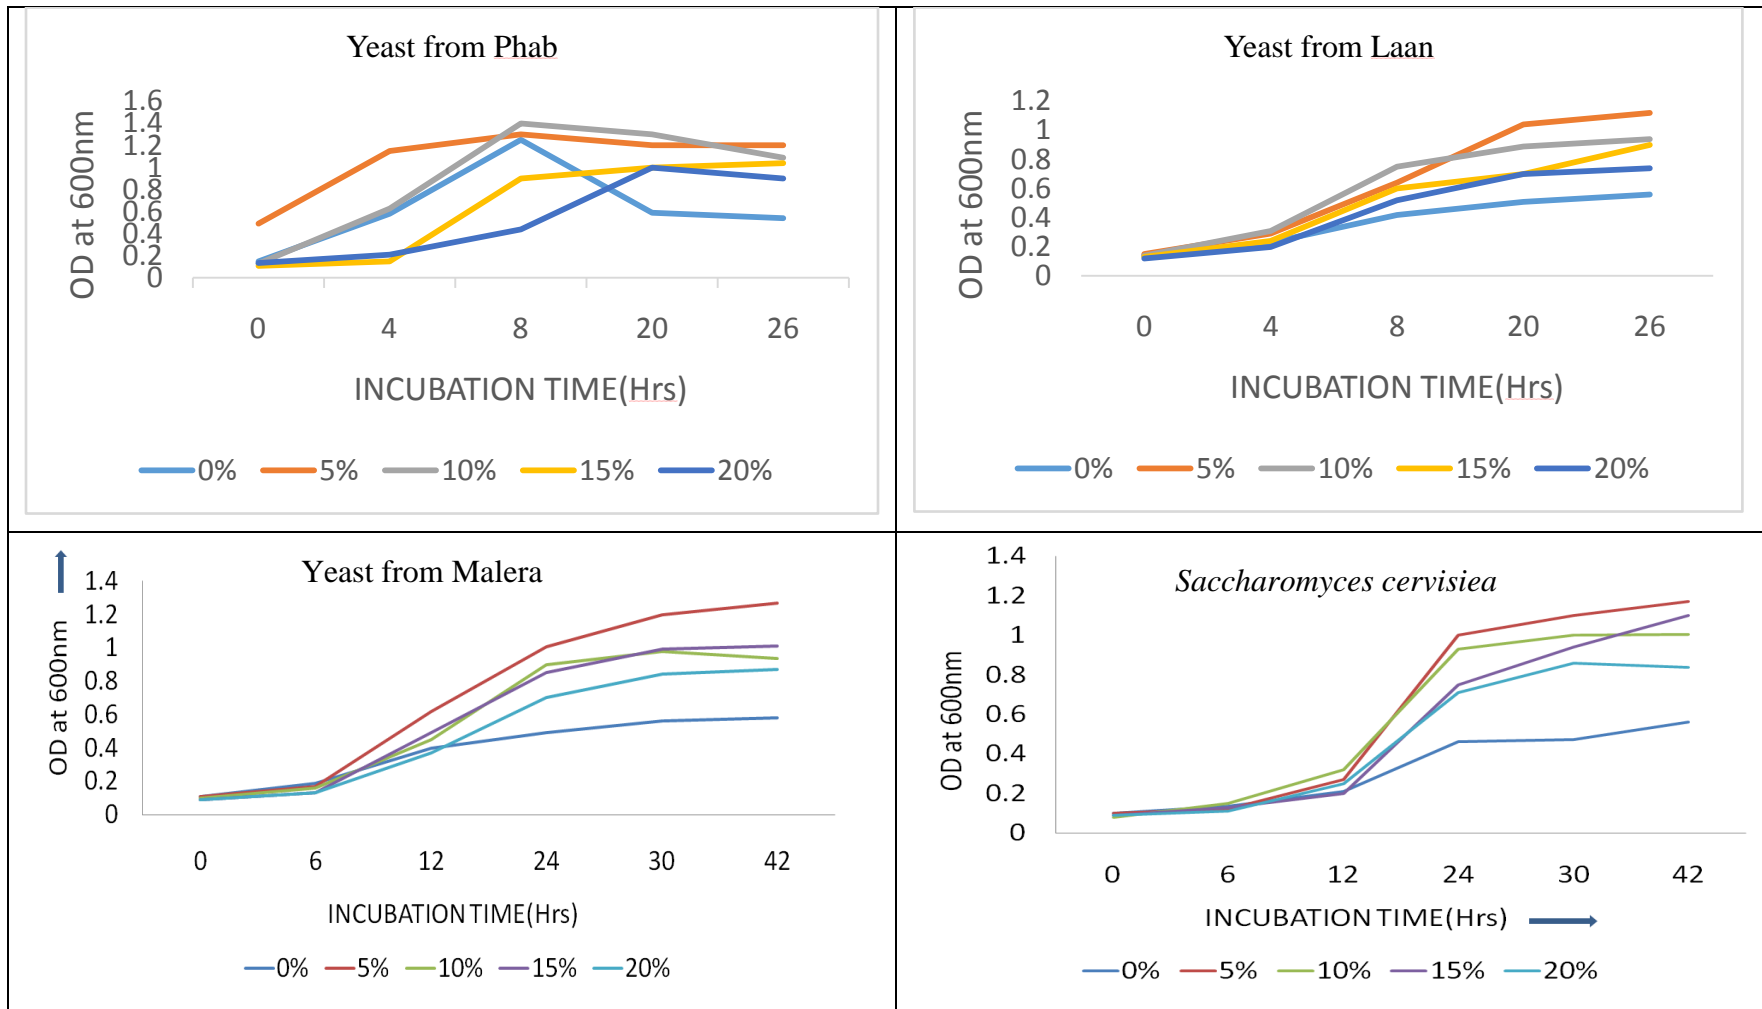 Yeast from Phab
OD at 600nm
1.6
1.4
1.2
1
0.8
0.6
0.4
0.2
0
0 4 8 20 26
INCUBATION TIME(Hrs)
0% 5% 10% 15% 20%
Yeast from Laan
OD at 600nm
1.2
1
0.8
0.6
0.4
0.2
0
0 4 8 20 26
INCUBATION TIME(Hrs)
0% 5% 10% 15% 20%
Yeast from Malera
OD at 600nm
1.4
1.2
1
0.8
0.6
0.4
0.2
0
0 6 12 24 30 42
INCUBATION TIME(Hrs)
0% 5% 10% 15% 20%
Saccharomyces cervisiea
OD at 600nm
1.4
1.2
1
0.8
0.6
0.4
0.2
0
0 6 12 24 30 42
INCUBATION TIME(Hrs)
0% 5% 10% 15% 20%